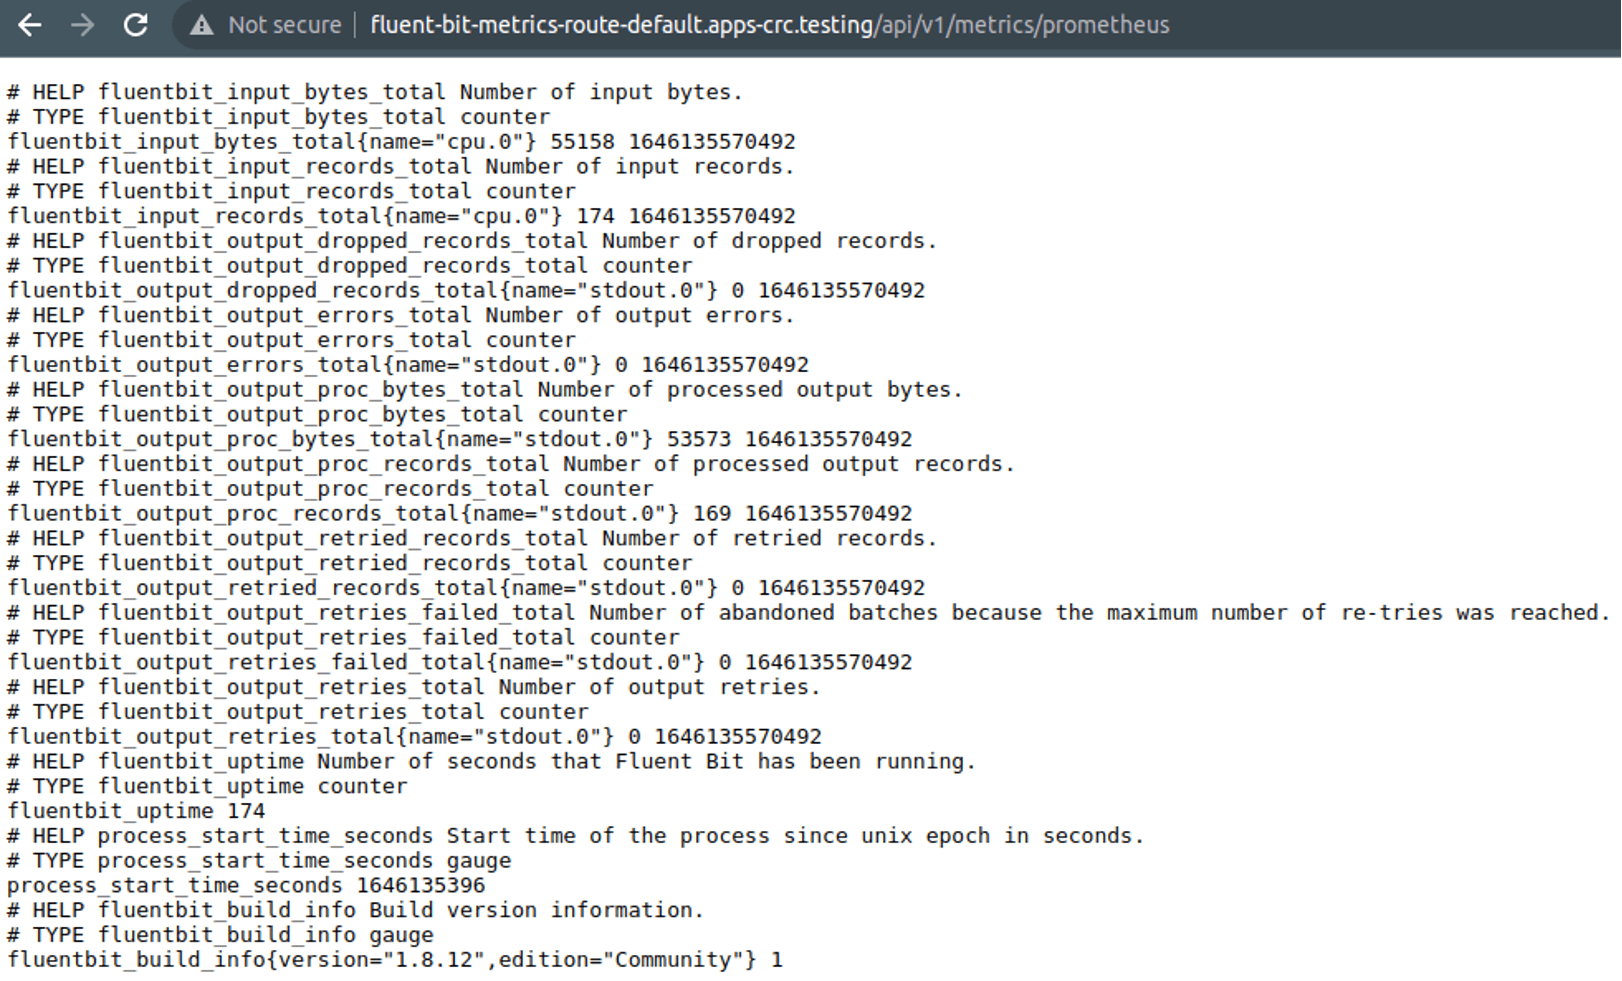 Not secure | fluent-bit-metrics-route-default.apps-crc.testing/api/v1/metrics/prometheus
# HELP fluentbit_input_bytes_total Number of input bytes.
# TYPE fluentbit_input_bytes_total counter
fluentbit_input_bytes_total{name="cpu.0"} 55158 1646135570492
# HELP fluentbit_input_records_total Number of input records.
# TYPE fluentbit_input_records_total counter
fluentbit_input_records_total{name="cpu.0"} 174 1646135570492
# HELP fluentbit_output_dropped_records_total Number of dropped records.
# TYPE fluentbit_output_dropped_records_total counter
fluentbit_output_dropped_records_total{name="stdout.0"} 0 1646135570492
# HELP fluentbit_output_errors_total Number of output errors.
# TYPE fluentbit_output_errors_total counter
fluentbit_output_errors_total{name="stdout.0"} 0 1646135570492
# HELP fluentbit_output_proc_bytes_total Number of processed output bytes.
# TYPE fluentbit_output_proc_bytes_total counter
fluentbit_output_proc_bytes_total{name="stdout.0"} 53573 1646135570492
# HELP fluentbit_output_proc_records_total Number of processed output records.
# TYPE fluentbit_output_proc_records_total counter
fluentbit_output_proc_records_total{name="stdout.0"} 169 1646135570492
# HELP fluentbit_output_retried_records_total Number of retried records.
# TYPE fluentbit_output_retried_records_total counter
fluentbit_output_retried_records_total{name="stdout.0"} 0 1646135570492
# HELP fluentbit_output_retries_failed_total Number of abandoned batches because the maximum number of re-tries was reached.
# TYPE fluentbit_output_retries_failed_total counter
fluentbit_output_retries_failed_total{name="stdout.0"} 0 1646135570492
# HELP fluentbit_output_retries_total Number of output retries.
# TYPE fluentbit_output_retries_total counter
fluentbit_output_retries_total{name="stdout.0"} 0 1646135570492
# HELP fluentbit_uptime Number of seconds that Fluent Bit has been running.
# TYPE fluentbit_uptime counter
fluentbit_uptime 174
# HELP process_start_time_seconds Start time of the process since unix epoch in seconds.
# TYPE process_start_time_seconds gauge
process_start_time_seconds 1646135396
# HELP fluentbit_build_info Build version information.
# TYPE fluentbit_build_info gauge
fluentbit_build_info{version="1.8.12",edition="Community"} 1